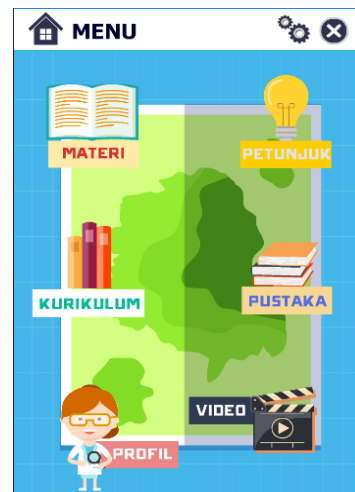 MENU
MATERI
PETUNJUK
KURIKULUM
PUSTAKA
VIDEO
PROFIL